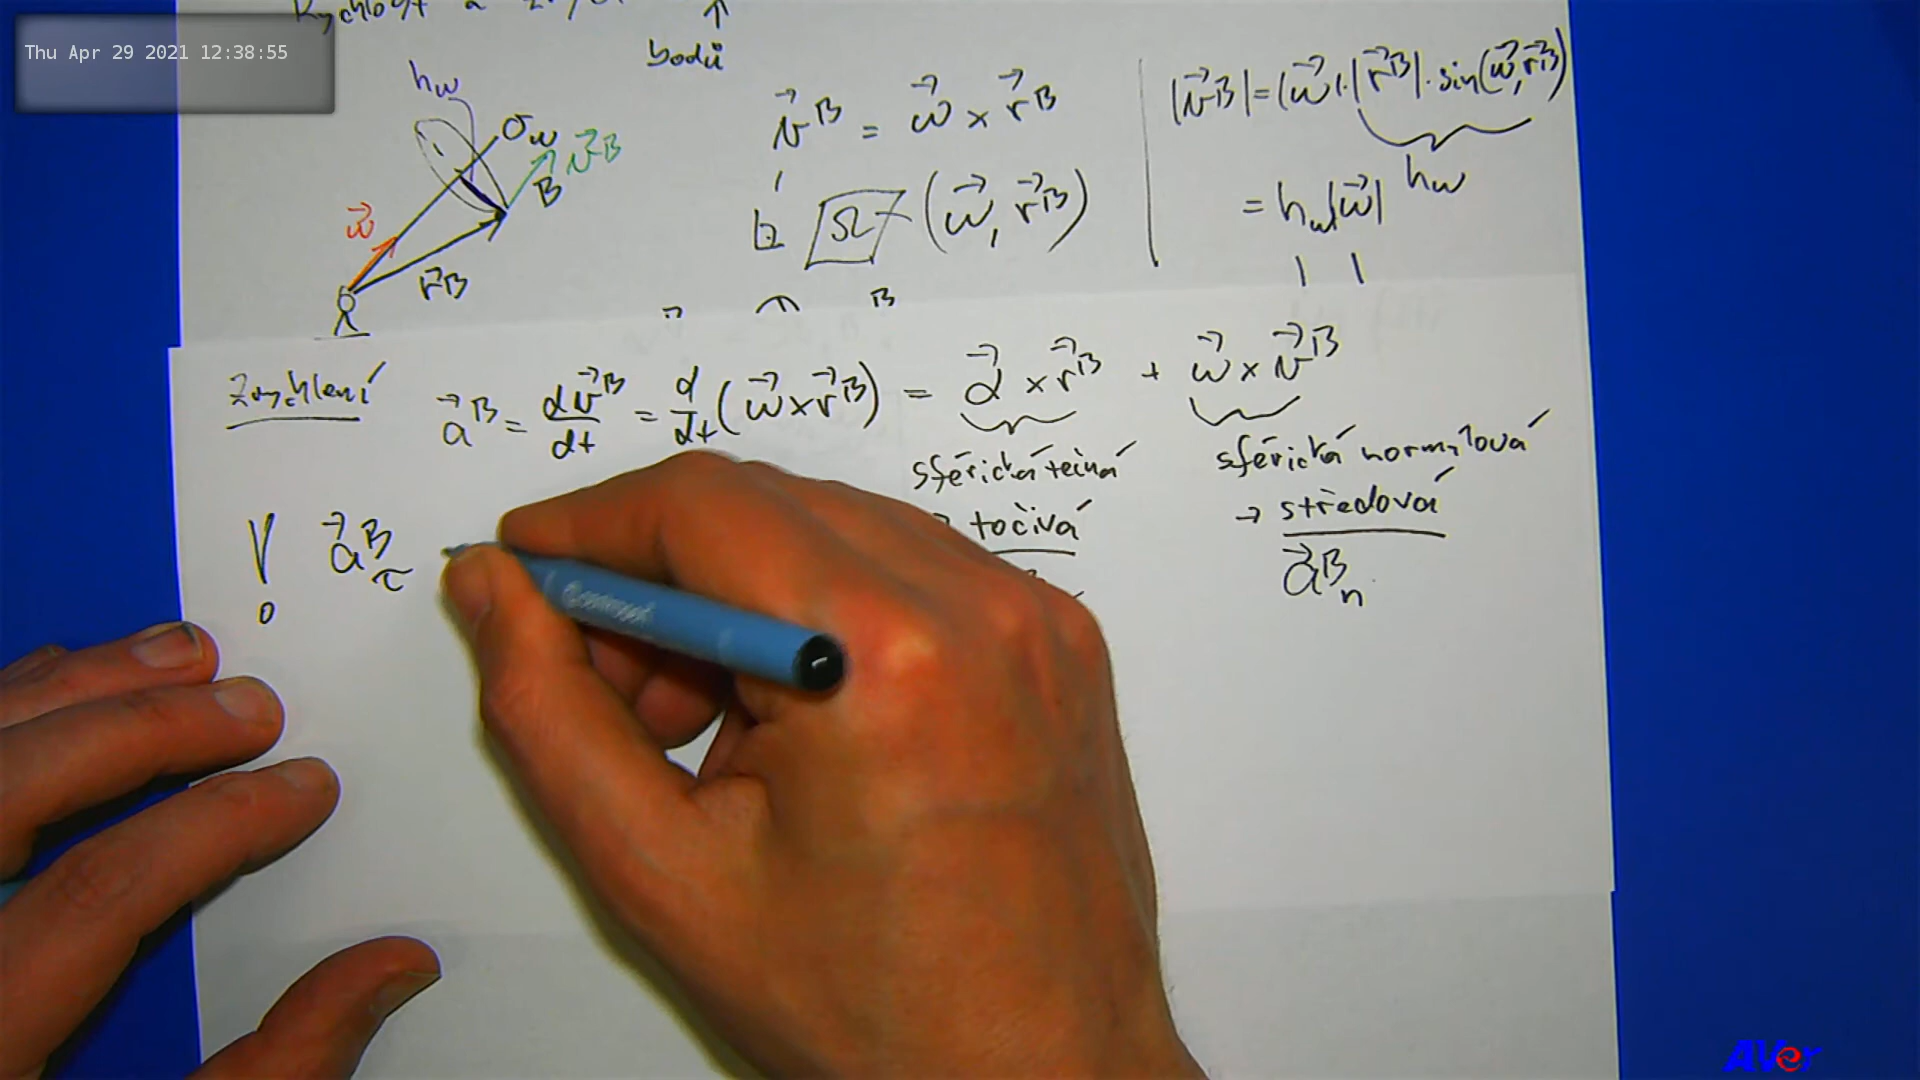 Thu Apr 29 2021 12:38:55
Rychlost a
bodů
h_ω
o_ω
v⃗^B
B
ω⃗
r⃗^B
v⃗^B = ω⃗ × r⃗^B
Ω (ω⃗, r⃗^B)
|v⃗^B| = |ω⃗|·|r⃗^B|·sin(ω⃗, r⃗^B)
h_ω
= h_ω|ω⃗|
B
Zrychlení
a⃗^B = dv⃗^B/dt = d/dt (ω⃗ × r⃗^B) = α⃗ × r⃗^B + ω⃗ × v⃗^B
sférická tečná
točivá
sférická normálová
→ středová
a⃗^B_n
! a⃗^B_τ
AVer